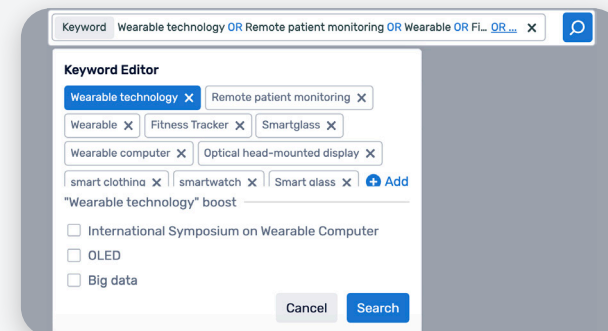 Keyword Wearable technology OR Remote patient monitoring OR Wearable OR Fi... OR ... X
Keyword Editor
Wearable technology X Remote patient monitoring X
Wearable X Fitness Tracker X Smartglass X
Wearable computer X Optical head-mounted display X
smart clothing X smartwatch X Smart glass X + Add
"Wearable technology" boost
International Symposium on Wearable Computer
OLED
Big data
Cancel Search